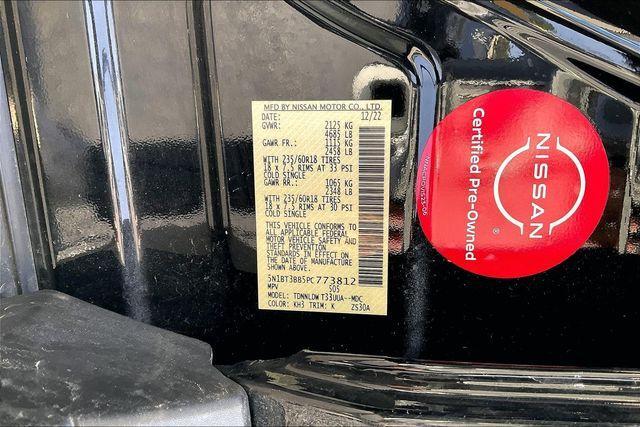 MFD BY NISSAN MOTOR CO., LTD.
DATE: 12/22
GVWR: 2125 KG
4685 LB
GAWR FR.: 1115 KG
2458 LB
WITH 235/60R18 TIRES
18 x 7.5 RIMS AT 33 PSI
COLD SINGLE
GAWR RR.: 1065 KG
2348 LB
WITH 235/60R18 TIRES
18 x 7.5 RIMS AT 30 PSI
COLD SINGLE
THIS VEHICLE CONFORMS TO
ALL APPLICABLE FEDERAL
MOTOR VEHICLE SAFETY AND
THEFT PREVENTION
STANDARDS IN EFFECT ON
THE DATE OF MANUFACTURE
SHOWN ABOVE.
5N1BT3BB5PC773812
MPV 505
MODEL: TDNNLDW T33UUA--MDC
COLOR: KH3 TRIM: K ZS30A
NISSAN
®
Certified Pre-Owned